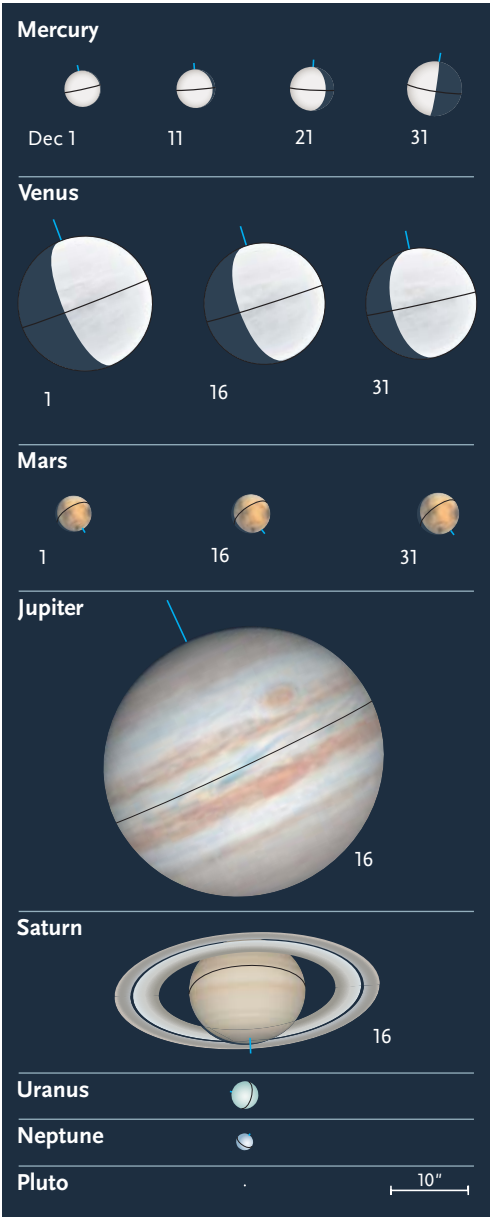 Mercury
Dec 1 11 21 31
Venus
1 16 31
Mars
1 16 31
Jupiter
16
Saturn
16
Uranus
Neptune
Pluto 10"